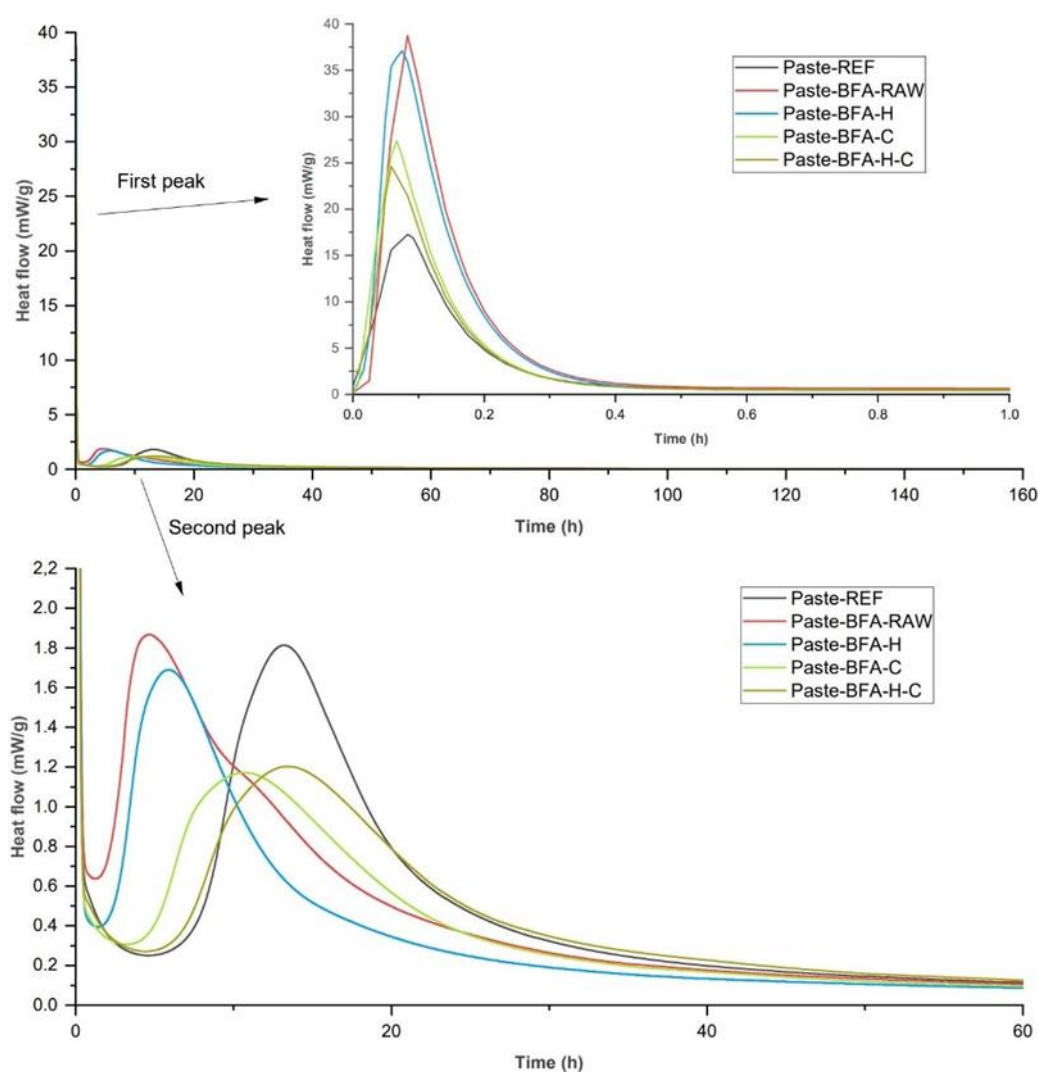 40
35
30
25
20
15
10
5
0
Heat flow (mW/g)
First peak
40
35
30
25
20
15
10
5
0
Heat flow (mW/g)
Paste-REF
Paste-BFA-RAW
Paste-BFA-H
Paste-BFA-C
Paste-BFA-H-C
0.0 0.2 0.4 0.6 0.8 1.0
Time (h)
0 20 40 60 80 100 120 140 160
Time (h)
Second peak
2,2
2.0
1.8
1.6
1.4
1.2
1.0
0.8
0.6
0.4
0.2
0.0
Heat flow (mW/g)
Paste-REF
Paste-BFA-RAW
Paste-BFA-H
Paste-BFA-C
Paste-BFA-H-C
0 20 40 60
Time (h)